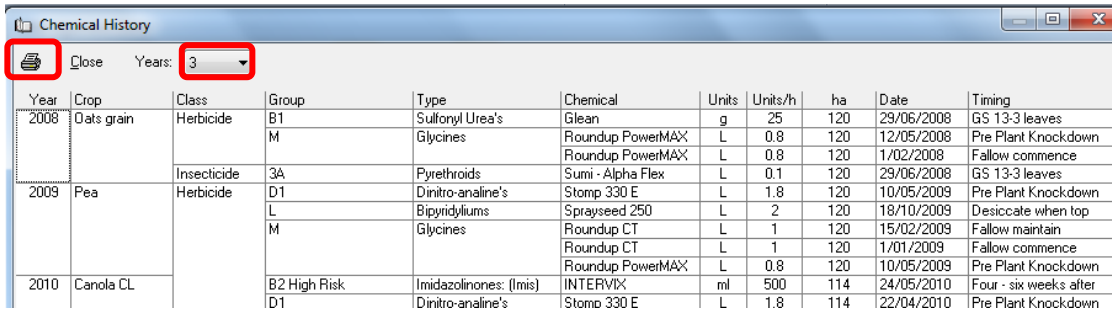 Chemical History
Close Years: 3
Year Crop Class Group Type Chemical Units Units/h ha Date Timing
2008 Oats grain Herbicide B1 Sulfonyl Urea's Glean g 25 120 29/06/2008 GS 13-3 leaves
M Glycines Roundup PowerMAX L 0.8 120 12/05/2008 Pre Plant Knockdown
Roundup PowerMAX L 0.8 120 1/02/2008 Fallow commence
Insecticide 3A Pyrethroids Sumi - Alpha Flex L 0.1 120 29/06/2008 GS 13-3 leaves
2009 Pea Herbicide D1 Dinitro-analine's Stomp 330 E L 1.8 120 10/05/2009 Pre Plant Knockdown
L Bipyridyliums Sprayseed 250 L 2 120 18/10/2009 Desiccate when top
M Glycines Roundup CT L 1 120 15/02/2009 Fallow maintain
Roundup CT L 1 120 1/01/2009 Fallow commence
Roundup PowerMAX L 0.8 120 10/05/2009 Pre Plant Knockdown
2010 Canola CL B2 High Risk Imidazolinones: (Imis) INTERVIX ml 500 114 24/05/2010 Four - six weeks after
D1 Dinitro-analine's Stomp 330 E L 1.8 114 22/04/2010 Pre Plant Knockdown